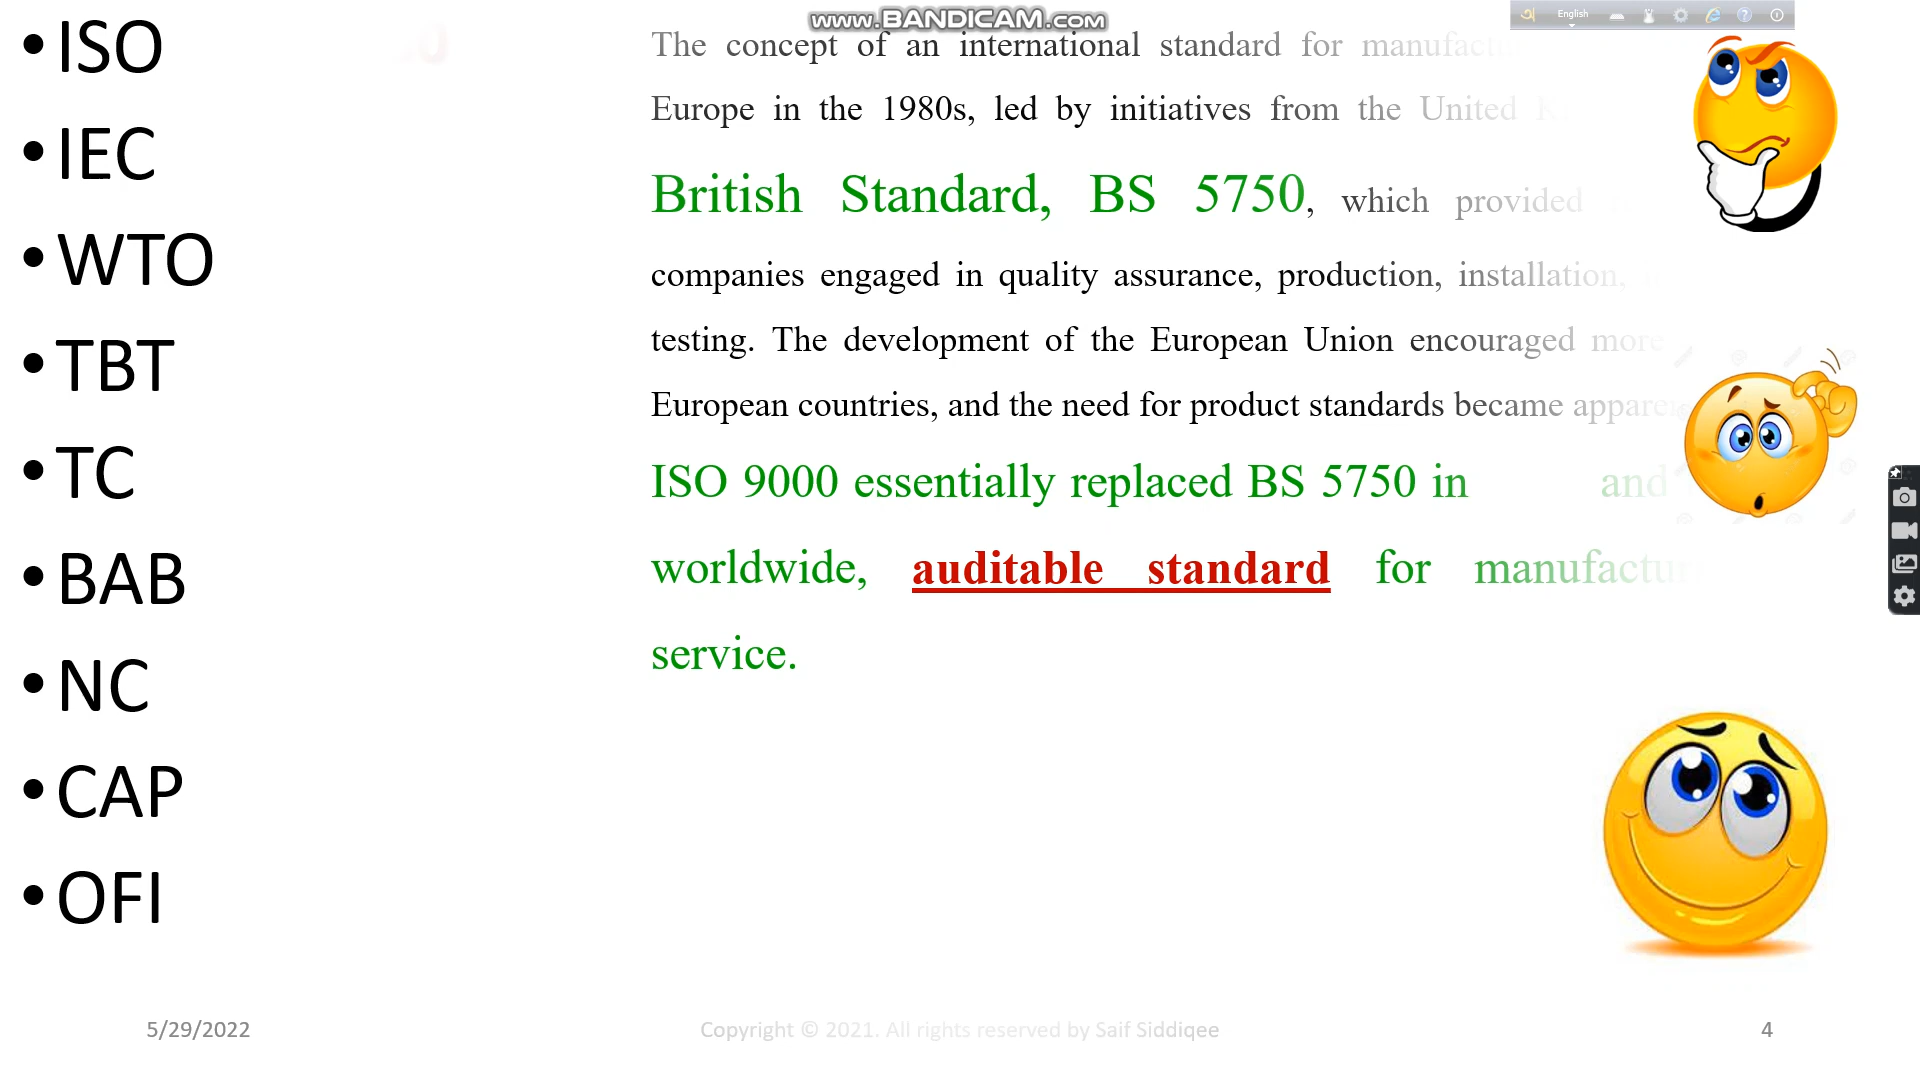 www.BANDICAM.com
English
• ISO
• IEC
• WTO
• TBT
• TC
• BAB
• NC
• CAP
• OFI
The concept of an international standard for
Europe in the 1980s, led by initiatives from the United
British Standard, BS 5750, which provided
companies engaged in quality assurance, production, installation,
testing. The development of the European Union encouraged more
European countries, and the need for product standards became
ISO 9000 essentially replaced BS 5750 in and
worldwide, auditable standard for
service.
5/29/2022
Copyright © 2021. All rights reserved by Saif Siddiqee
4